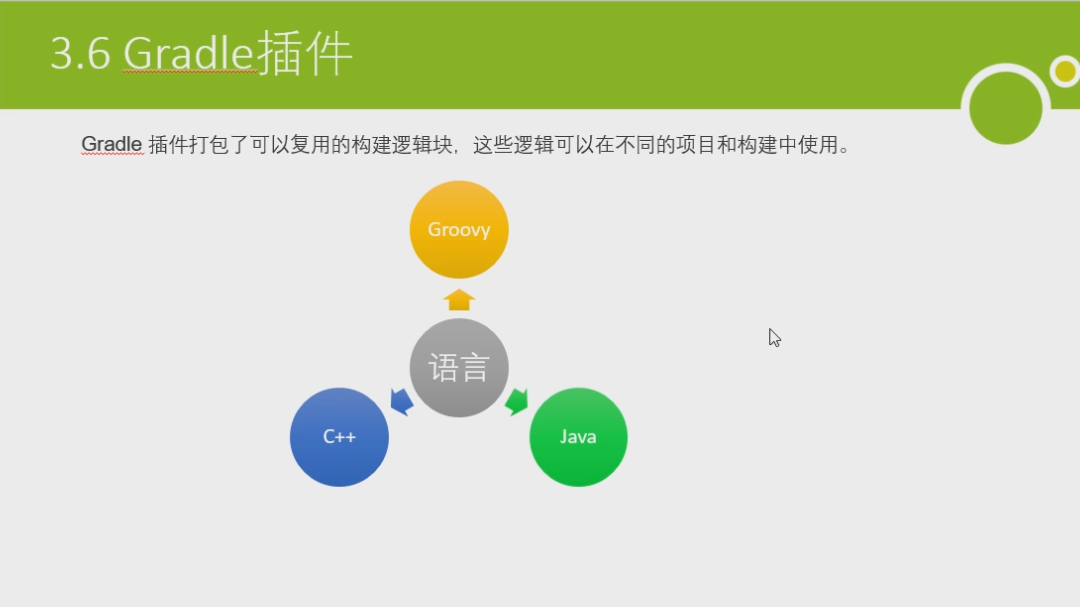 3.6 Gradle插件
Gradle 插件打包了可以复用的构建逻辑块，这些逻辑可以在不同的项目和构建中使用。
Groovy
语言
C++
Java